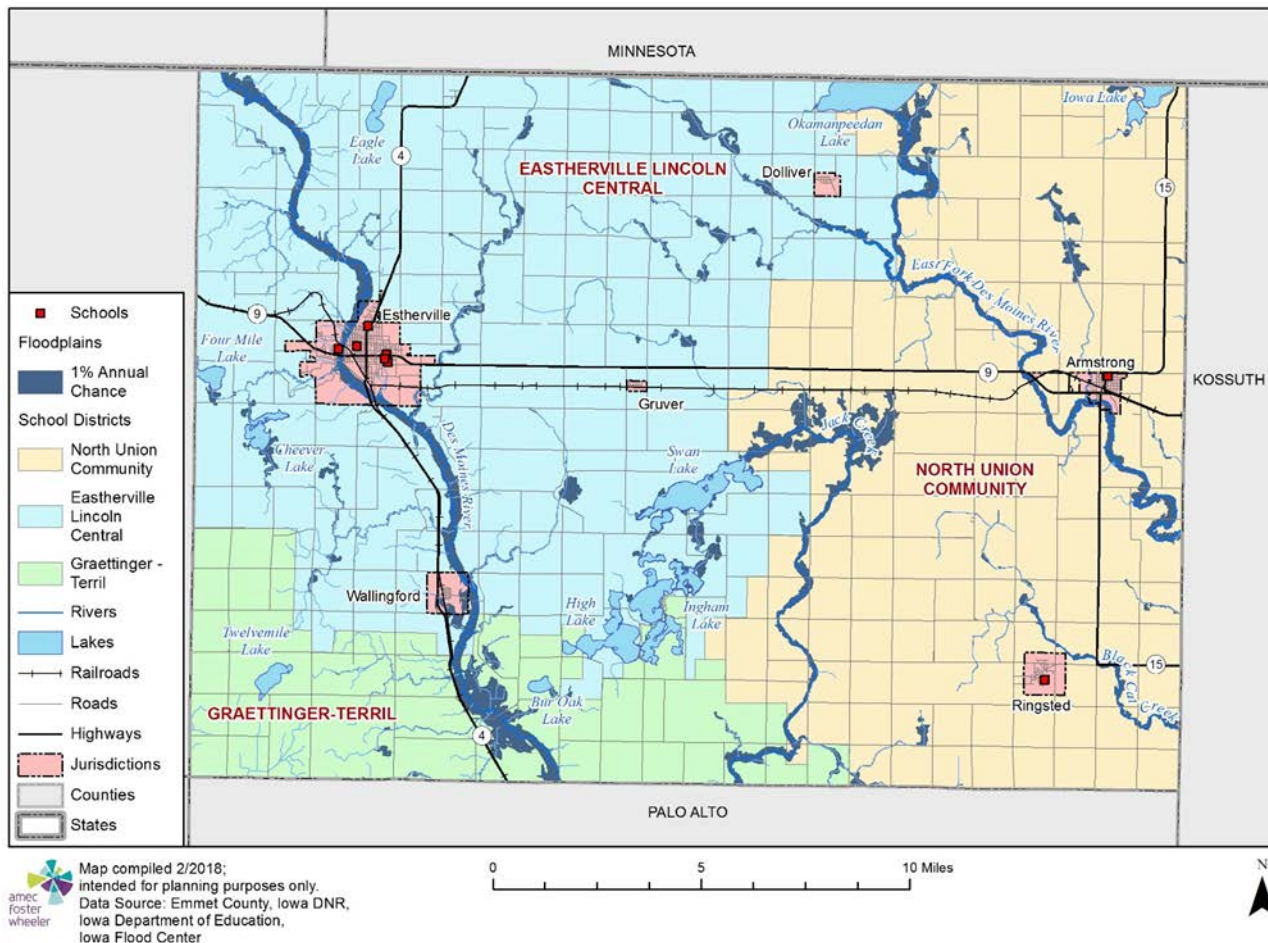 MINNESOTA
Iowa Lake
Okamanpeedan
Lake
Eagle
Lake
4
EASTHERVILLE LINCOLN
CENTRAL
Dolliver
15
East Fork Des Moines
River
9
Estherville
Four Mile
Lake
Armstrong
9
KOSSUTH
Gruver
Jack Creek
Des Moines River
Swan
Lake
Cheever
Lake
NORTH UNION
COMMUNITY
Wallingford
High
Lake
Ingham
Lake
Twelvemile
Lake
Black Cat
Creek
15
Bur Oak
Lake
Ringsted
GRAETTINGER-TERRIL
4
PALO ALTO
Schools
Floodplains
1% Annual
Chance
School Districts
North Union
Community
Eastherville
Lincoln
Central
Graettinger -
Terril
Rivers
Lakes
Railroads
Roads
Highways
Jurisdictions
Counties
States
amec
foster
wheeler
Map compiled 2/2018;
intended for planning purposes only.
Data Source: Emmet County, Iowa DNR,
Iowa Department of Education,
Iowa Flood Center
0 5 10 Miles
N